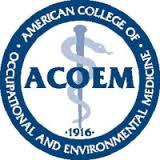 AMERICAN COLLEGE OF
OCCUPATIONAL AND ENVIRONMENTAL MEDICINE
ACOEM
·1916·